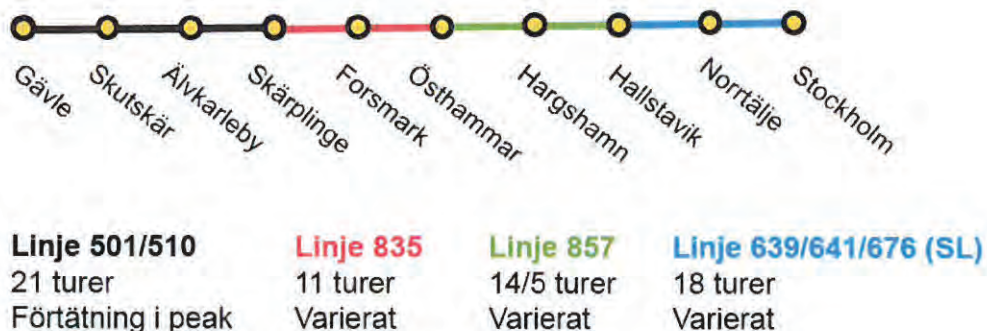 Gävle
Skutskär
Älvkarleby
Skärplinge
Forsmark
Östhammar
Hargshamn
Hallstavik
Norrtälje
Stockholm
Linje 501/510
21 turer
Förtätning i peak
Linje 835
11 turer
Varierat
Linje 857
14/5 turer
Varierat
Linje 639/641/676 (SL)
18 turer
Varierat